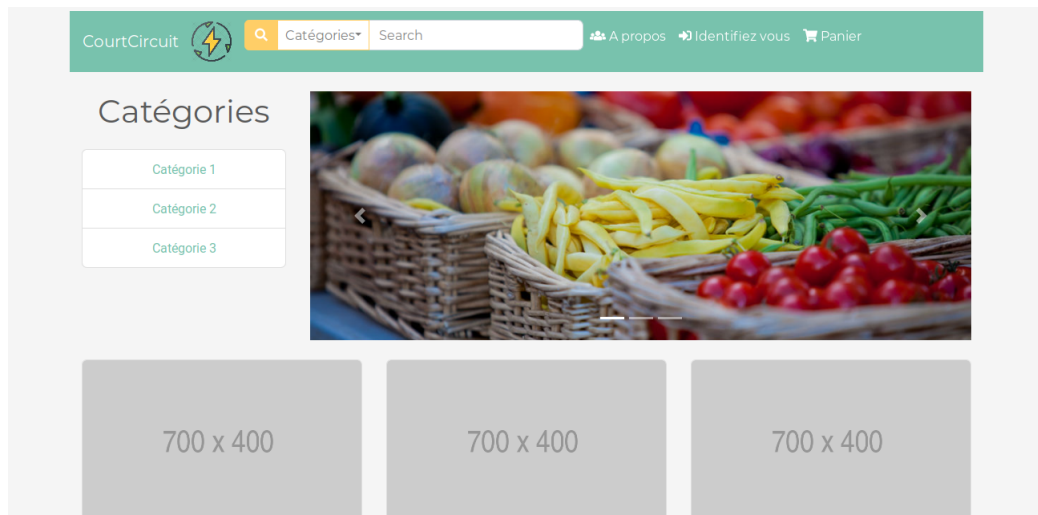 CourtCircuit Catégories Search A propos Identifiez vous Panier
Catégories
Catégorie 1
Catégorie 2
Catégorie 3
700 x 400 700 x 400 700 x 400